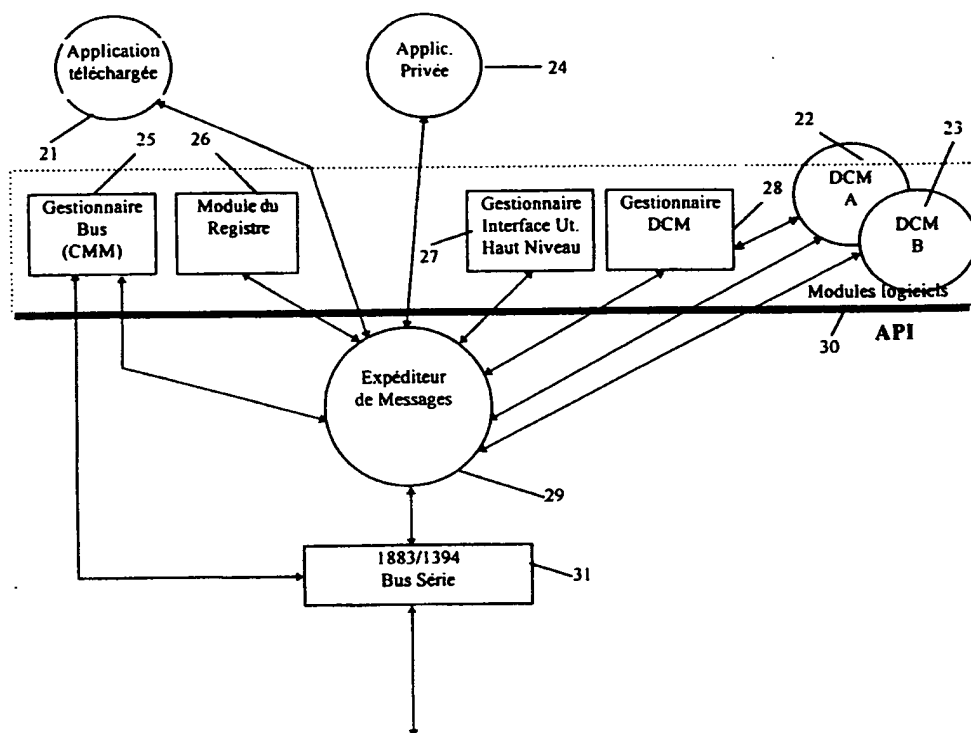 Application
téléchargée
Applic.
Privée
24
21
25
26
22
23
Gestionnaire
Bus
(CMM)
Module du
Registre
27
Gestionnaire
Interface Ut.
Haut Niveau
Gestionnaire
DCM
28
DCM
A
DCM
B
Modules logiciels
30
API
Expéditeur
de Messages
29
1883/1394
Bus Série
31